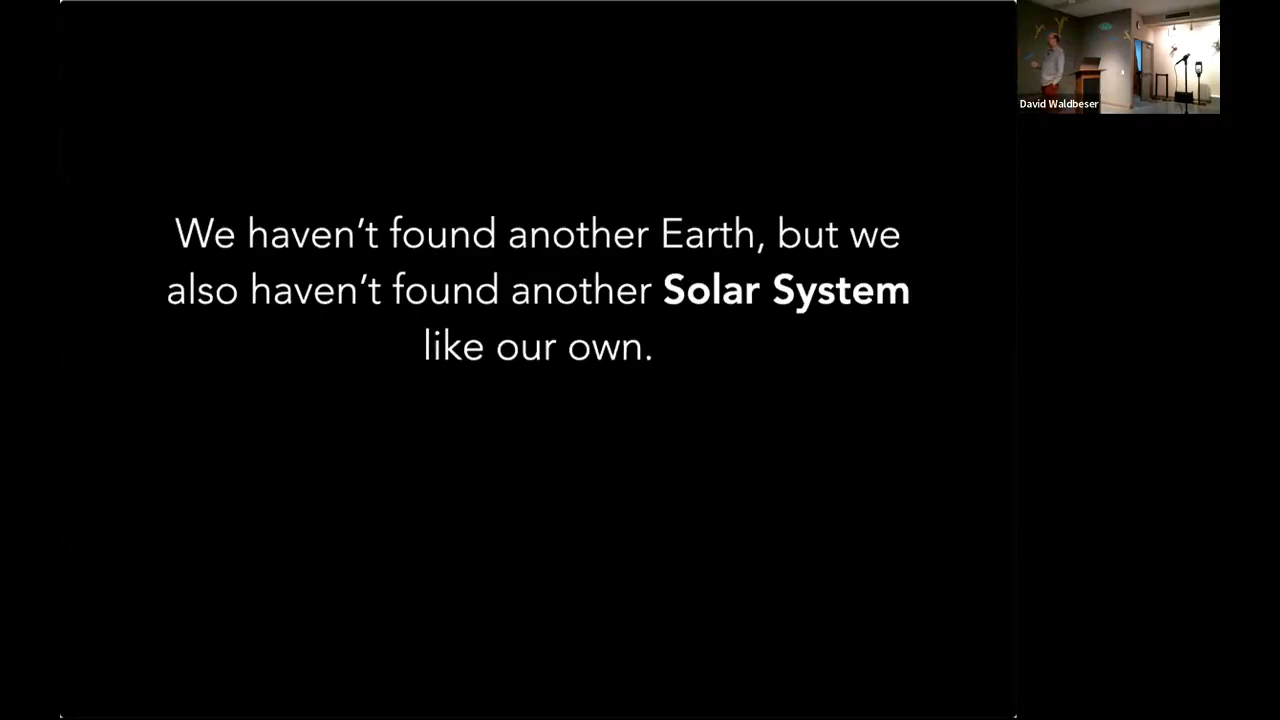 We haven’t found another Earth, but we
also haven’t found another Solar System
like our own.
David Waldbeser